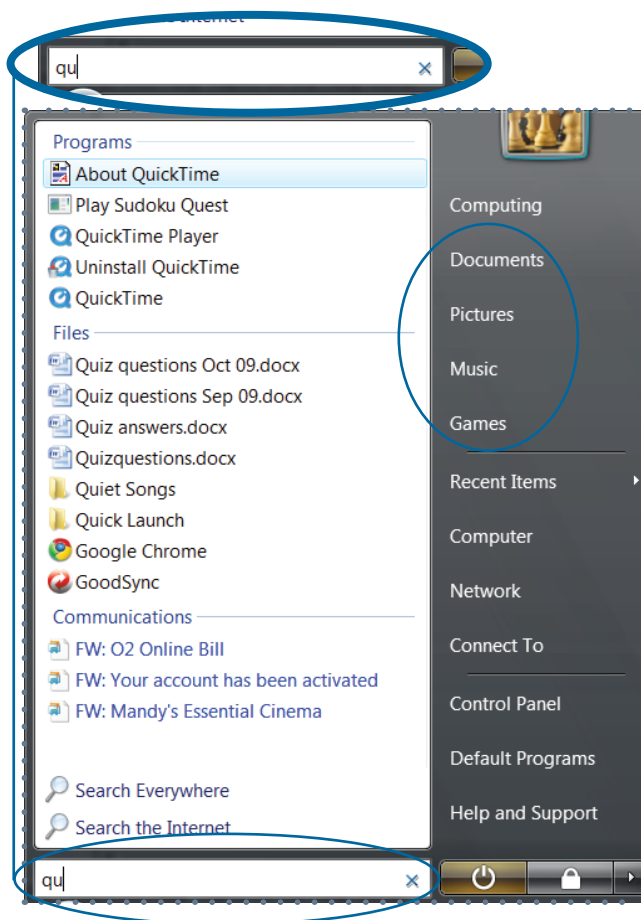 qu
Programs
About QuickTime
Play Sudoku Quest
QuickTime Player
Uninstall QuickTime
QuickTime
Files
Quiz questions Oct 09.docx
Quiz questions Sep 09.docx
Quiz answers.docx
Quizquestions.docx
Quiet Songs
Quick Launch
Google Chrome
GoodSync
Communications
FW: O2 Online Bill
FW: Your account has been activated
FW: Mandy's Essential Cinema
Search Everywhere
Search the Internet
qu
Computing
Documents
Pictures
Music
Games
Recent Items
Computer
Network
Connect To
Control Panel
Default Programs
Help and Support